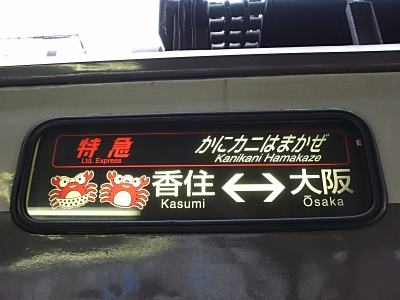 特急 かにカニはまかぜ
Ltd. Express Kanikani Hamakaze
香住 ↔ 大阪
Kasumi Ōsaka